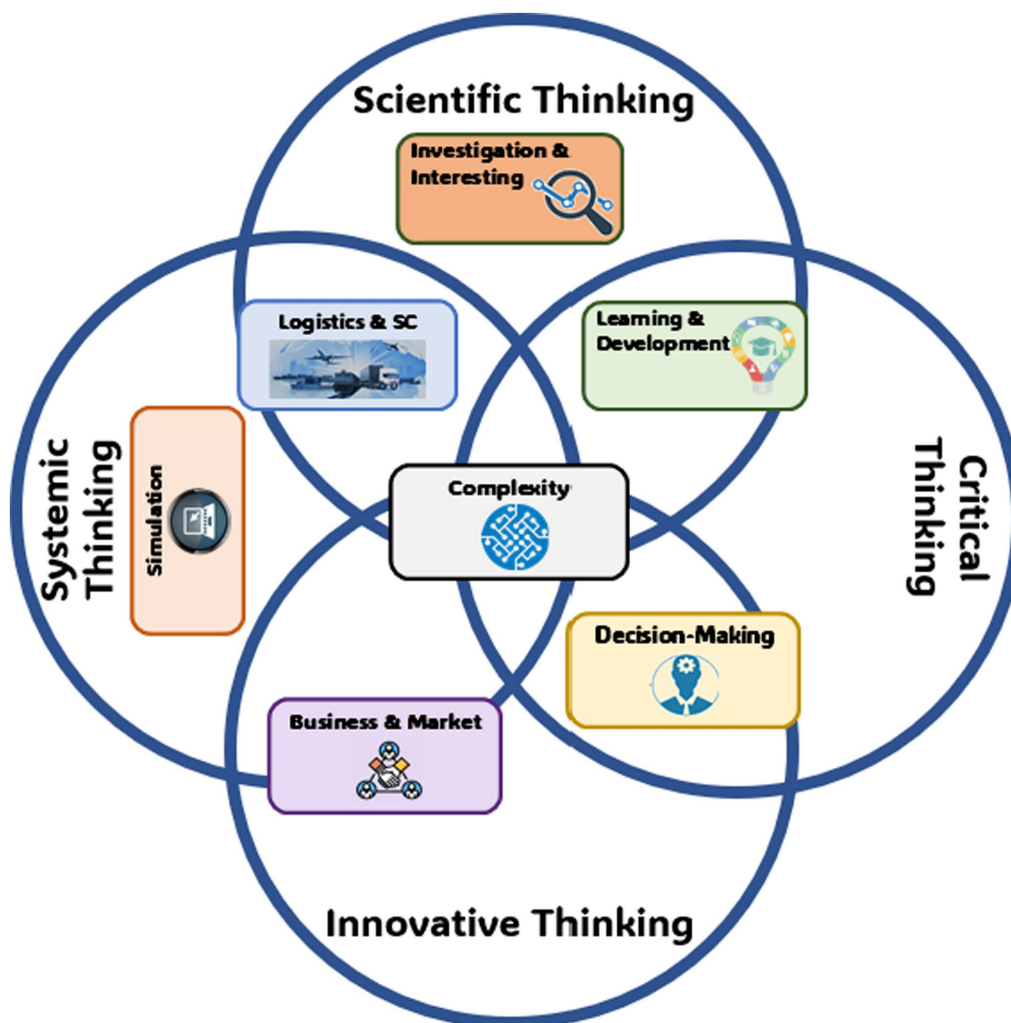 Scientific Thinking
Investigation &
Interesting
Logistics & SC
Learning &
Development
Systemic
Thinking
Simulation
Complexity
Critical
Thinking
Decision-Making
Business & Market
Innovative Thinking